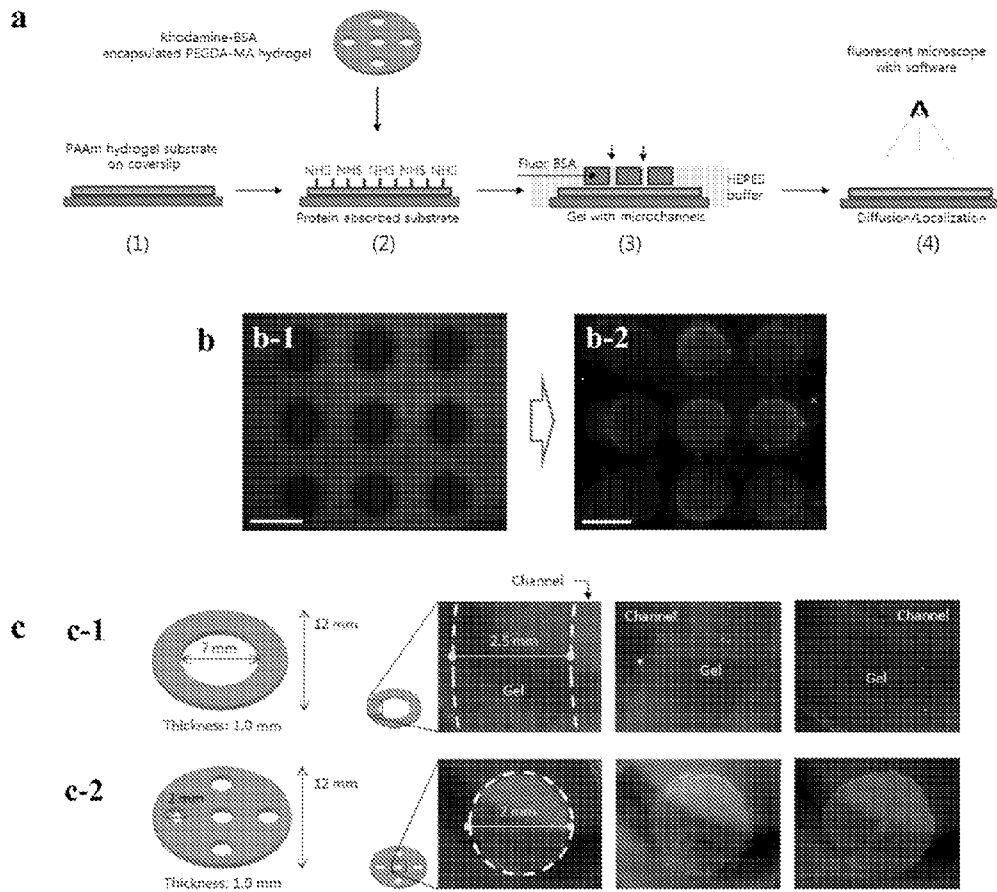 a
Rhodamine-BSA
encapsulated PEGDA-MA hydrogel
fluorescent microscope
with software
PAAm hydrogel substrate
on coverslip
NHS NHS NHS NHS NHS
Fluor. BSA
HEPES
buffer
Protein absorbed substrate
Gel with microchannels
Diffusion/Localization
(1)
(2)
(3)
(4)
b
b-1
b-2
c
c-1
7 mm
12 mm
Thickness: 1.0 mm
Channel
2.5 mm
Gel
Channel
Gel
Channel
Gel
c-2
2 mm
12 mm
Thickness: 1.0 mm
2 mm